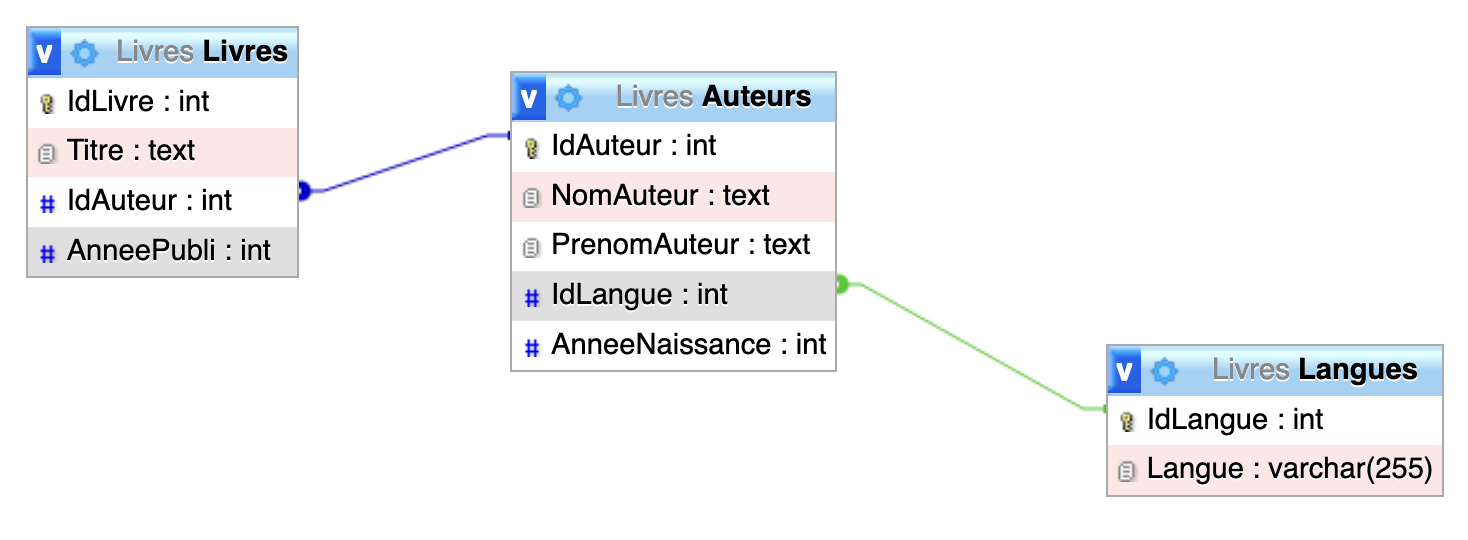 v Livres Livres
IdLivre : int
Titre : text
# IdAuteur : int
# AnneePubli : int
v Livres Auteurs
IdAuteur : int
NomAuteur : text
PrenomAuteur : text
# IdLangue : int
# AnneeNaissance : int
v Livres Langues
IdLangue : int
Langue : varchar(255)